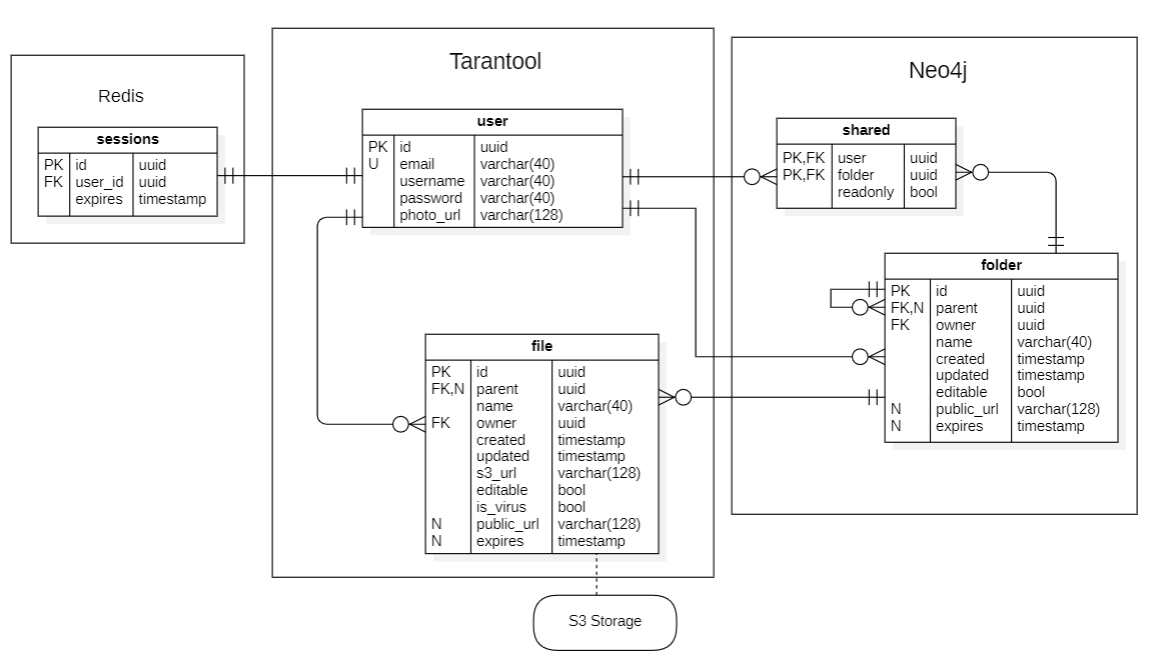 Redis
sessions
PK id uuid
FK user_id uuid
expires timestamp
Tarantool
user
PK id uuid
U email varchar(40)
username varchar(40)
password varchar(40)
photo_url varchar(128)
file
PK id uuid
FK,N parent uuid
name varchar(40)
FK owner uuid
created timestamp
updated timestamp
s3_url varchar(128)
editable bool
is_virus bool
N public_url varchar(128)
N expires timestamp
S3 Storage
Neo4j
shared
PK,FK user uuid
PK,FK folder uuid
readonly bool
folder
PK id uuid
FK,N parent uuid
FK owner uuid
name varchar(40)
created timestamp
updated timestamp
editable bool
N public_url varchar(128)
N expires timestamp